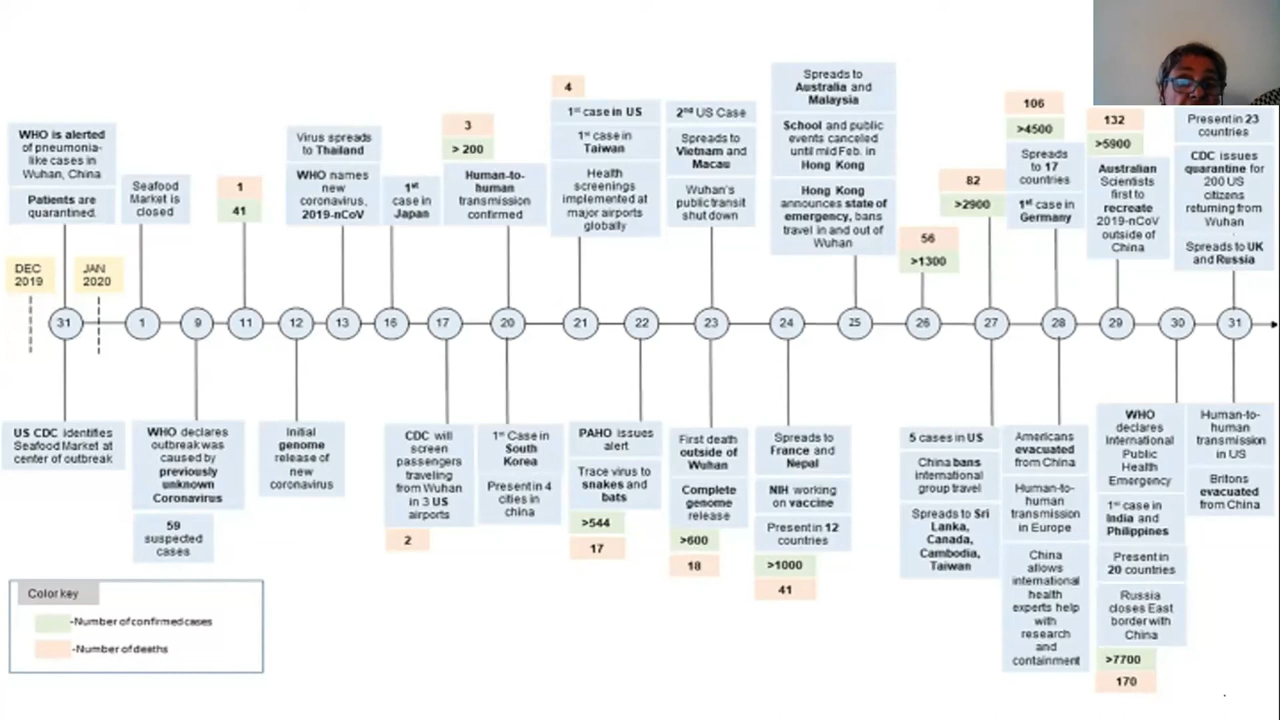 WHO is alerted
of pneumonia-
like cases in
Wuhan, China
Patients are
quarantined.
DEC
2019
JAN
2020
Seafood
Market is
closed
1
41
Virus spreads
to Thailand
WHO names
new
coronavirus,
2019-nCoV
1st
case in
Japan
3
> 200
Human-to-
human
transmission
confirmed
4
1st case in US
1st case in
Taiwan
Health
screenings
implemented at
major airports
globally
2nd US Case
Spreads to
Vietnam and
Macau
Wuhan's
public transit
shut down
Spreads to
Australia and
Malaysia
School and public
events canceled
until mid Feb. in
Hong Kong
Hong Kong
announces state of
emergency, bans
travel in and out of
Wuhan
56
>1300
82
>2900
106
>4500
Spreads
to 17
countries
1st case in
Germany
132
>5900
Australian
Scientists
first to
recreate
2019-nCoV
outside of
China
Present in 23
countries
CDC issues
quarantine for
200 US
citizens
returning from
Wuhan
Spreads to UK
and Russia
31
1
9
11
12
13
16
17
20
21
22
23
24
25
26
27
28
29
30
31
US CDC identifies
Seafood Market at
center of outbreak
WHO declares
outbreak was
caused by
previously
unknown
Coronavirus
59
suspected
cases
Initial
genome
release of
new
coronavirus
CDC will
screen
passengers
traveling
from Wuhan
in 3 US
airports
2
1st Case in
South
Korea
Present in 4
cities in
china
PAHO issues
alert
Trace virus to
snakes and
bats
>544
17
First death
outside of
Wuhan
Complete
genome
release
>600
18
Spreads to
France and
Nepal
NIH working
on vaccine
Present in 12
countries
>1000
41
5 cases in US
China bans
international
group travel
Spreads to Sri
Lanka,
Canada,
Cambodia,
Taiwan
Americans
evacuated
from China
Human-to-
human
transmission
in Europe
China
allows
international
health
experts help
with
research
and
containment
WHO
declares
International
Public
Health
Emergency
1st case in
India and
Philippines
Present in
20 countries
Russia
closes East
border with
China
>7700
170
Human-to-
human
transmission
in US
Britons
evacuated
from China
Color key
-Number of confirmed cases
-Number of deaths